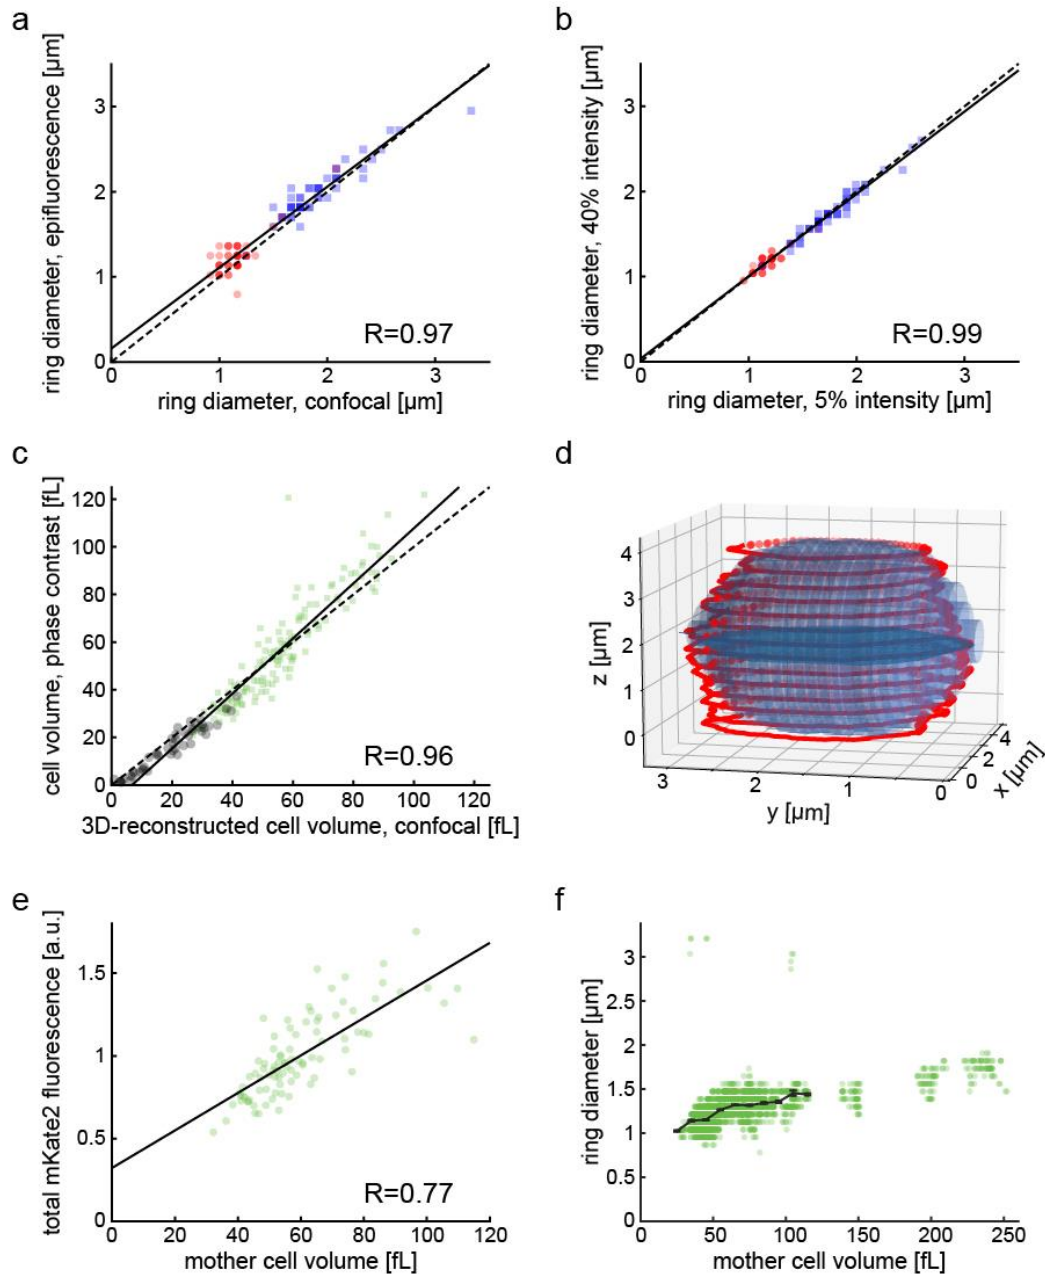 a
ring diameter, epifluorescence [µm]
3
2
1
0
0 1 2 3
R=0.97
ring diameter, confocal [µm]
b
ring diameter, 40% intensity [µm]
3
2
1
0
0 1 2 3
R=0.99
ring diameter, 5% intensity [µm]
c
cell volume, phase contrast [fL]
120
100
80
60
40
20
0
0 20 40 60 80 100 120
R=0.96
3D-reconstructed cell volume, confocal [fL]
d
z [µm]
4
3
2
1
0
3 2 1 0
y [µm]
0 2 4
x [µm]
e
total mKate2 fluorescence [a.u.]
1.5
1
0.5
0
0 20 40 60 80 100 120
R=0.77
mother cell volume [fL]
f
ring diameter [µm]
3
2.5
2
1.5
1
0.5
0
0 50 100 150 200 250
mother cell volume [fL]